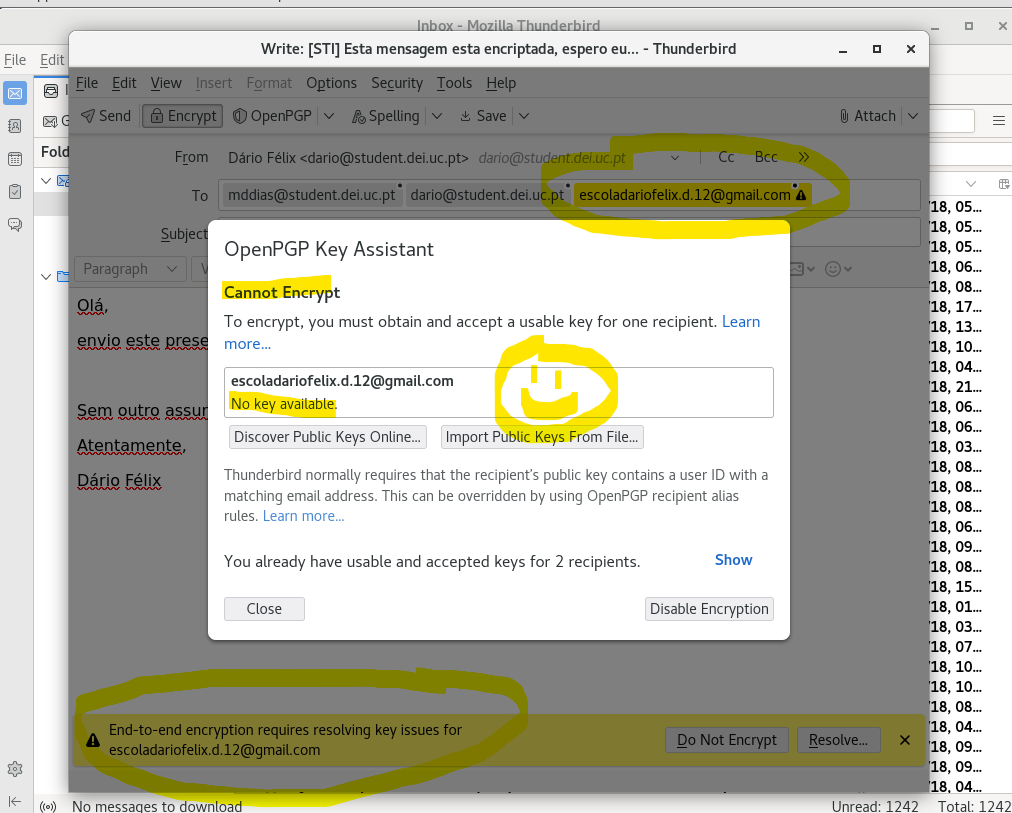 Inbox - Mozilla Thunderbird
Write: [STI] Esta mensagem esta encriptada, espero eu... - Thunderbird
File Edit
File Edit View Insert Format Options Security Tools Help
Send Encrypt OpenPGP Spelling Save Attach
Fold
From Dário Félix <dario@student.dei.uc.pt> dario@student.dei.uc.pt Cc Bcc
To mddias@student.dei.uc.pt dario@student.dei.uc.pt escoladariofelix.d.12@gmail.com
Subject
Paragraph
Olá,
envio este prese
Sem outro assun
Atentamente,
Dário Félix
OpenPGP Key Assistant
Cannot Encrypt
To encrypt, you must obtain and accept a usable key for one recipient. Learn
more...
escoladariofelix.d.12@gmail.com
No key available.
Discover Public Keys Online... Import Public Keys From File...
Thunderbird normally requires that the recipient's public key contains a user ID with a
matching email address. This can be overridden by using OpenPGP recipient alias
rules. Learn more...
You already have usable and accepted keys for 2 recipients. Show
Close Disable Encryption
End-to-end encryption requires resolving key issues for
escoladariofelix.d.12@gmail.com
Do Not Encrypt Resolve...
/18, 05...
/18, 05...
/18, 05...
/18, 06...
/18, 08...
/18, 17...
/18, 13...
/18, 10...
/18, 04...
/18, 21...
/18, 06...
/18, 06...
/18, 03...
/18, 08...
/18, 08...
/18, 08...
/18, 06...
/18, 09...
/18, 08...
/18, 15...
/18, 01...
/18, 03...
/18, 07...
/18, 10...
/18, 10...
/18, 08...
/18, 04...
/18, 09...
/18, 09...
/18, 04...
No messages to download Unread: 1242 Total: 1242